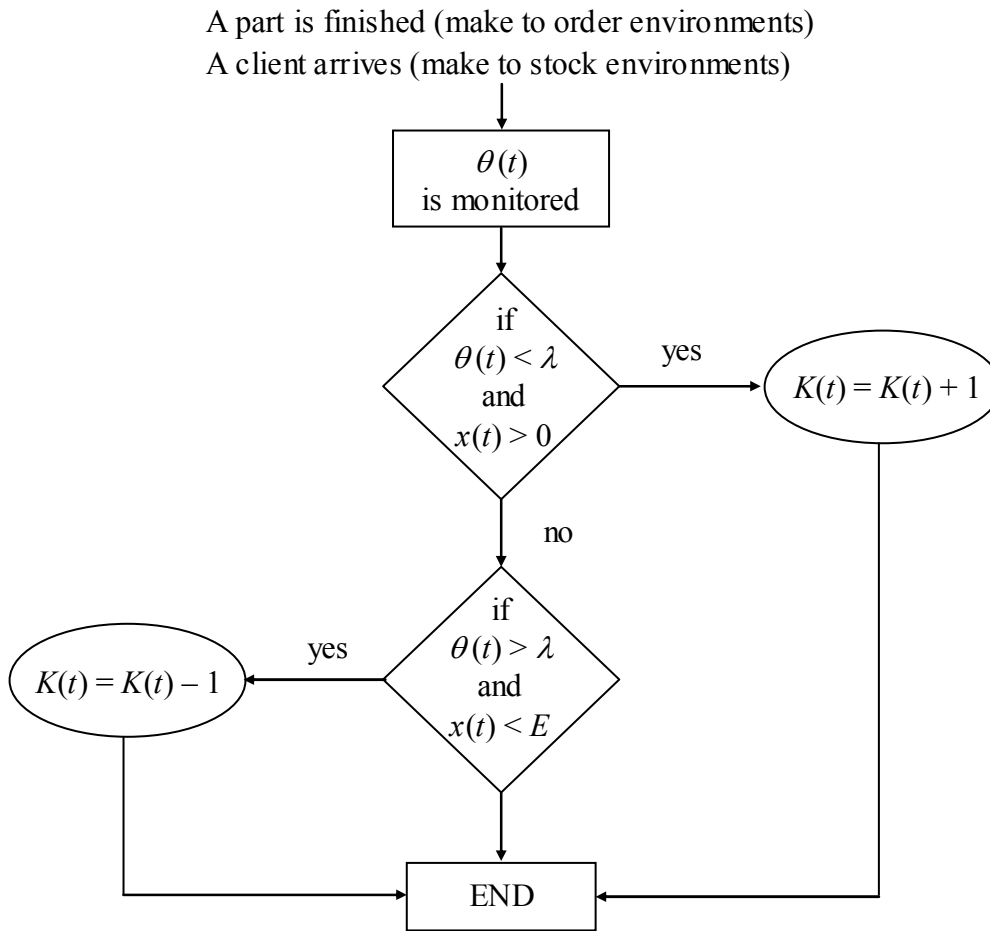 A part is finished (make to order environments)
A client arrives (make to stock environments)
θ(t)
is monitored
if
θ(t) < λ
and
x(t) > 0
yes
K(t) = K(t) + 1
no
if
θ(t) > λ
and
x(t) < E
yes
K(t) = K(t) – 1
END